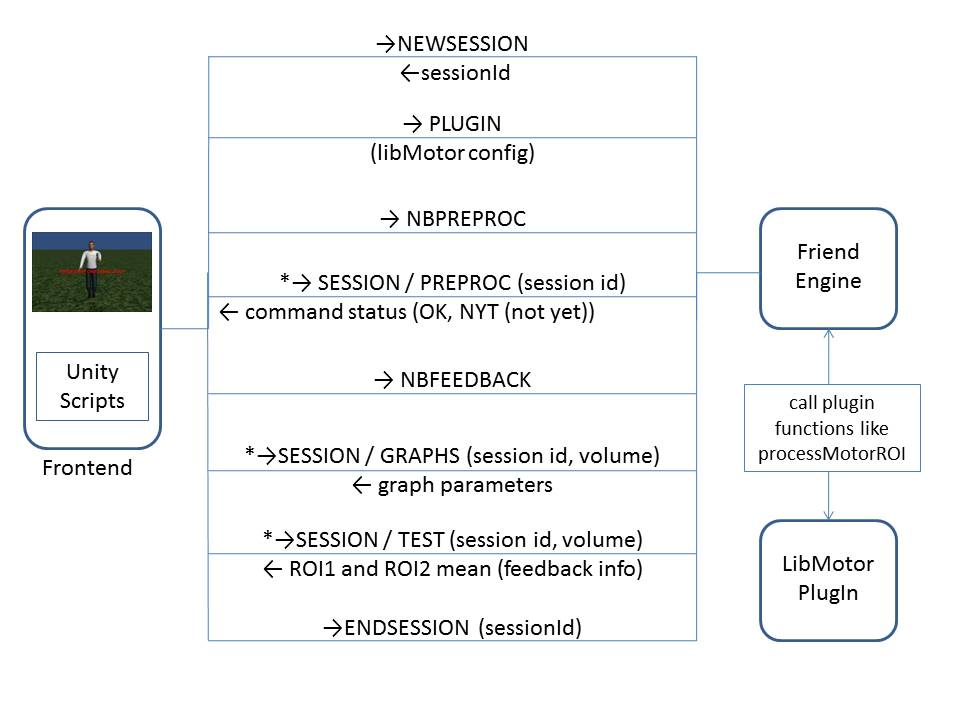 →NEWSESSION
←sessionId
→ PLUGIN
(libMotor config)
→ NBPREPROC
*→ SESSION / PREPROC (session id)
← command status (OK, NYT (not yet))
→ NBFEEDBACK
*→SESSION / GRAPHS (session id, volume)
← graph parameters
*→SESSION / TEST (session id, volume)
← ROI1 and ROI2 mean (feedback info)
→ENDSESSION (sessionId)
Unity
Scripts
Frontend
Friend
Engine
call plugin
functions like
processMotorROI
LibMotor
PlugIn